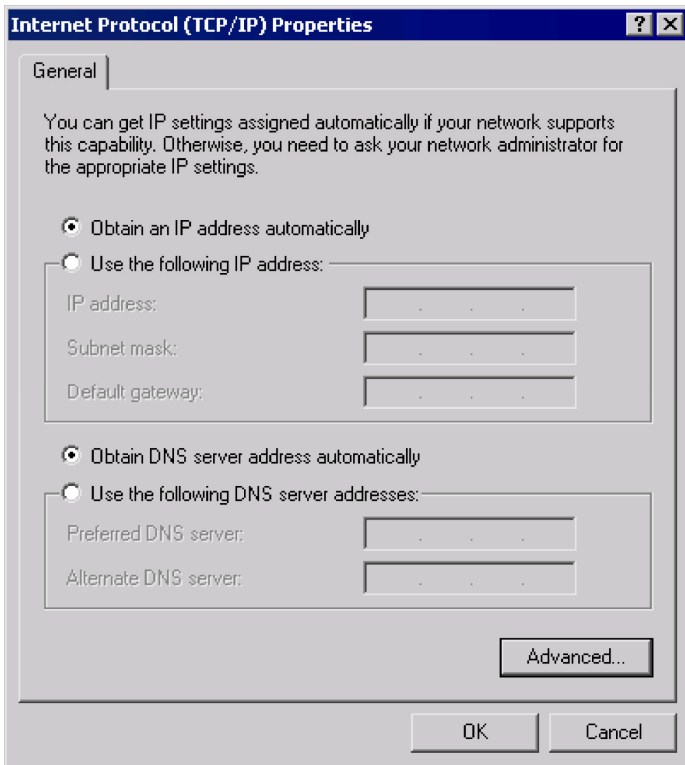 Internet Protocol (TCP/IP) Properties
General
You can get IP settings assigned automatically if your network supports
this capability. Otherwise, you need to ask your network administrator for
the appropriate IP settings.
Obtain an IP address automatically
Use the following IP address:
IP address:
Subnet mask:
Default gateway:
Obtain DNS server address automatically
Use the following DNS server addresses:
Preferred DNS server:
Alternate DNS server:
Advanced...
OK Cancel